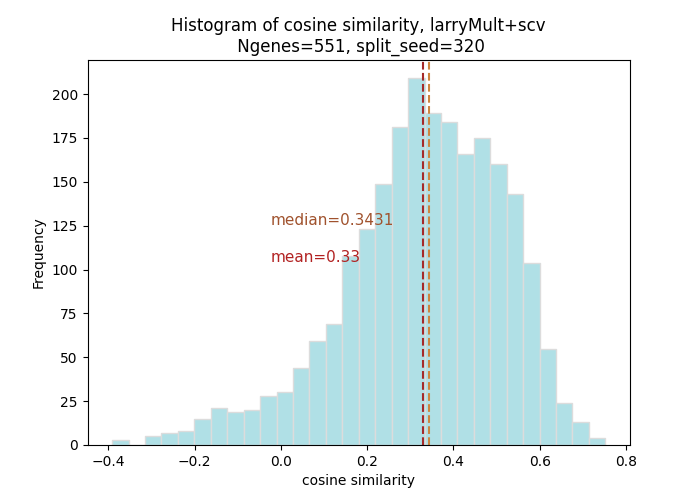 Histogram of cosine similarity, larryMult+scv
Ngenes=551, split_seed=320
200
175
150
125
100
75
50
25
0
Frequency
median=0.3431
mean=0.33
−0.4
−0.2
0.0
0.2
0.4
0.6
0.8
cosine similarity